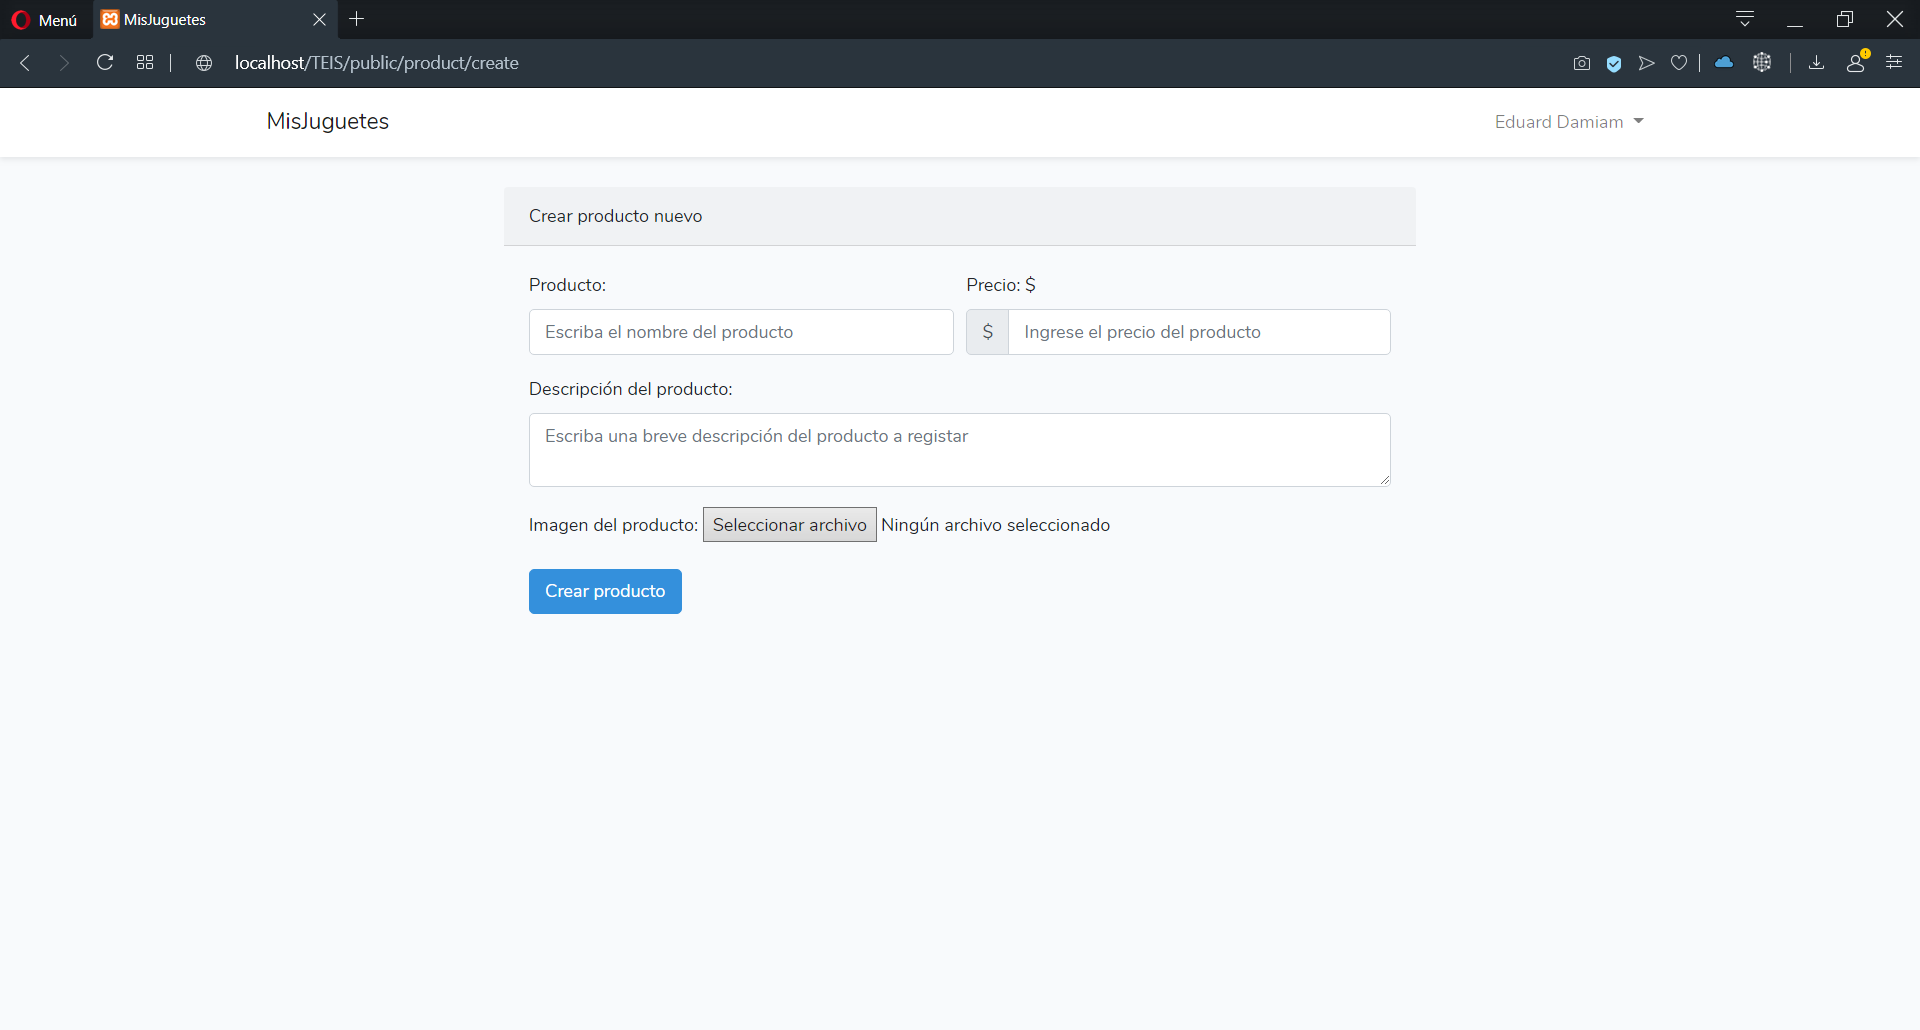 Menú MisJuguetes
localhost/TEIS/public/product/create
MisJuguetes Eduard Damiam
Crear producto nuevo
Producto: Precio: $
Escriba el nombre del producto $ Ingrese el precio del producto
Descripción del producto:
Escriba una breve descripción del producto a registar
Imagen del producto: Seleccionar archivo Ningún archivo seleccionado
Crear producto